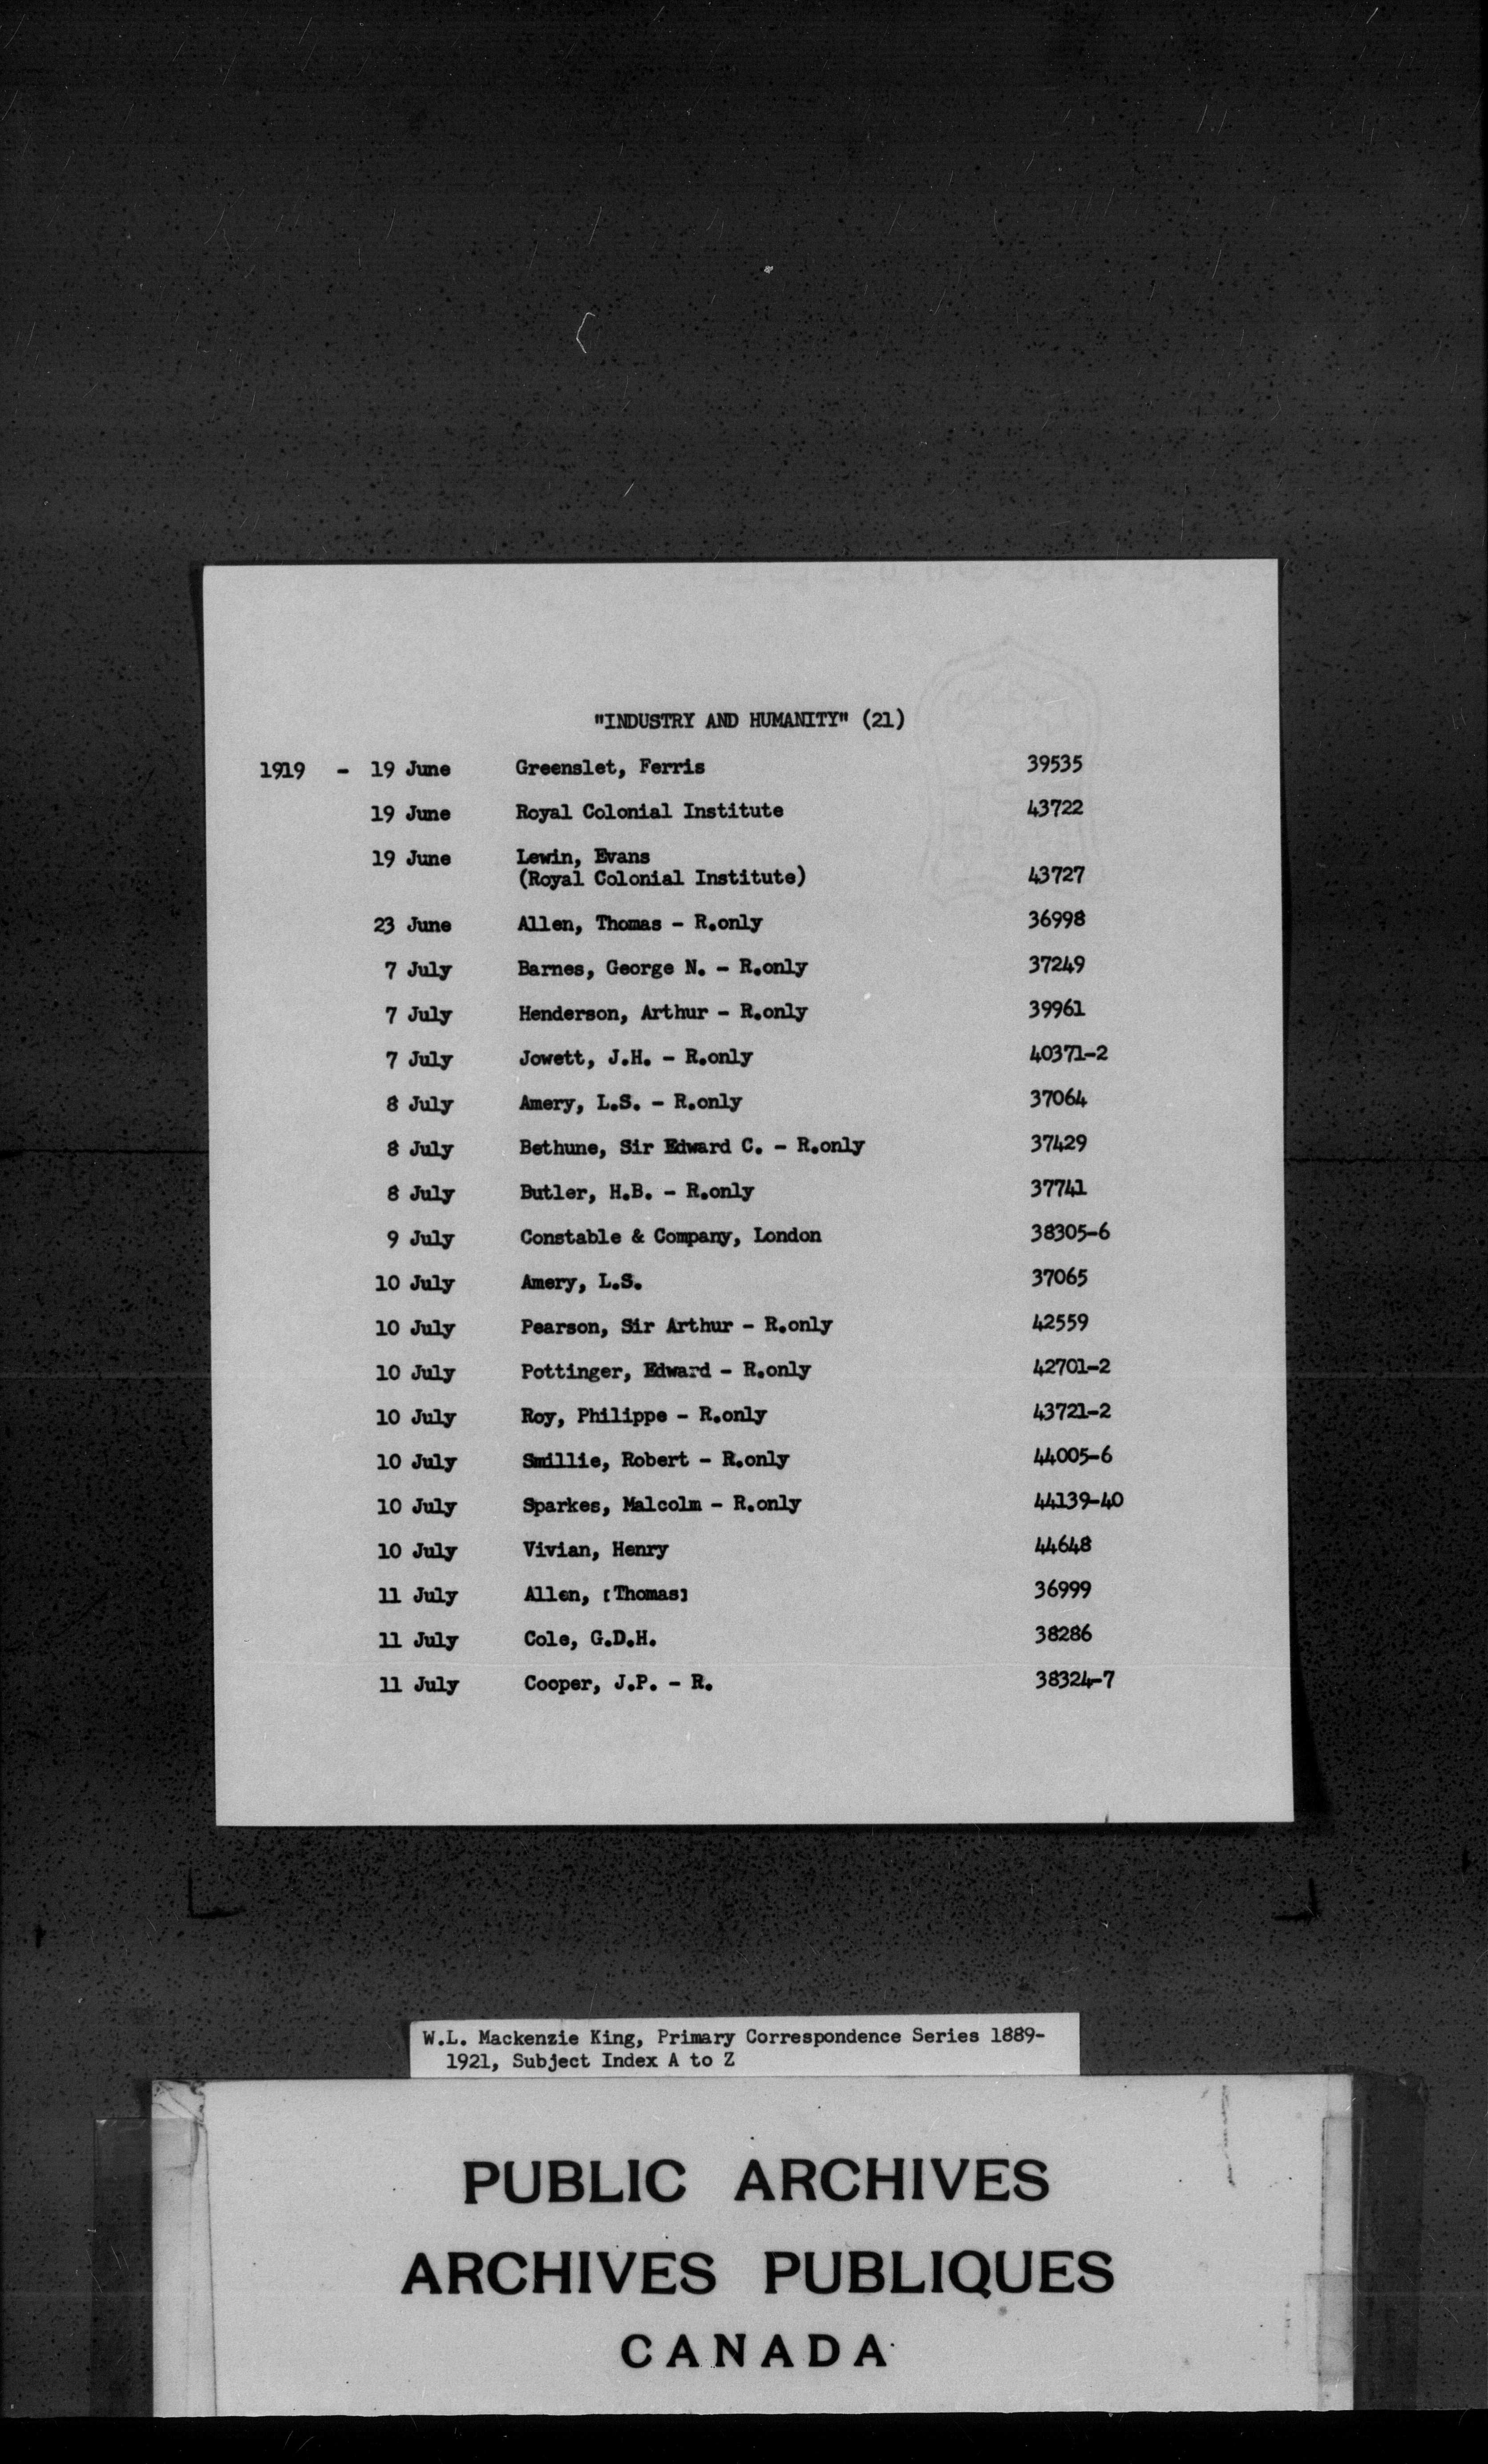 "INDUSTRY AND HUMANITY" (21)
1919 - 19 June Greenslet, Ferris 39535
19 June Royal Colonial Institute 43722
19 June Lewin, Evans
(Royal Colonial Institute) 43727
23 June Allen, Thomas - R.only 36998
7 July Barnes, George N. - R.only 37249
7 July Henderson, Arthur - R.only 39961
7 July Jowett, J.H. - R.only 40371-2
8 July Amery, L.S. - R.only 37064
8 July Bethune, Sir Edward C. - R.only 37429
8 July Butler, H.B. - R.only 37741
9 July Constable & Company, London 38305-6
10 July Amery, L.S. 37065
10 July Pearson, Sir Arthur - R.only 42559
10 July Pottinger, Edward - R.only 42701-2
10 July Roy, Philippe - R.only 43721-2
10 July Smillie, Robert - R.only 44005-6
10 July Sparkes, Malcolm - R.only 44139-40
10 July Vivian, Henry 44648
11 July Allen, [Thomas] 36999
11 July Cole, G.D.H. 38286
11 July Cooper, J.P. - R. 38324-7
W.L. Mackenzie King, Primary Correspondence Series 1889-
1921, Subject Index A to Z
PUBLIC ARCHIVES
ARCHIVES PUBLIQUES
CANADA